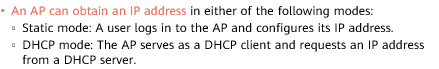 • An AP can obtain an IP address in either of the following modes:
▫ Static mode: A user logs in to the AP and configures its IP address.
▫ DHCP mode: The AP serves as a DHCP client and requests an IP address
from a DHCP server.